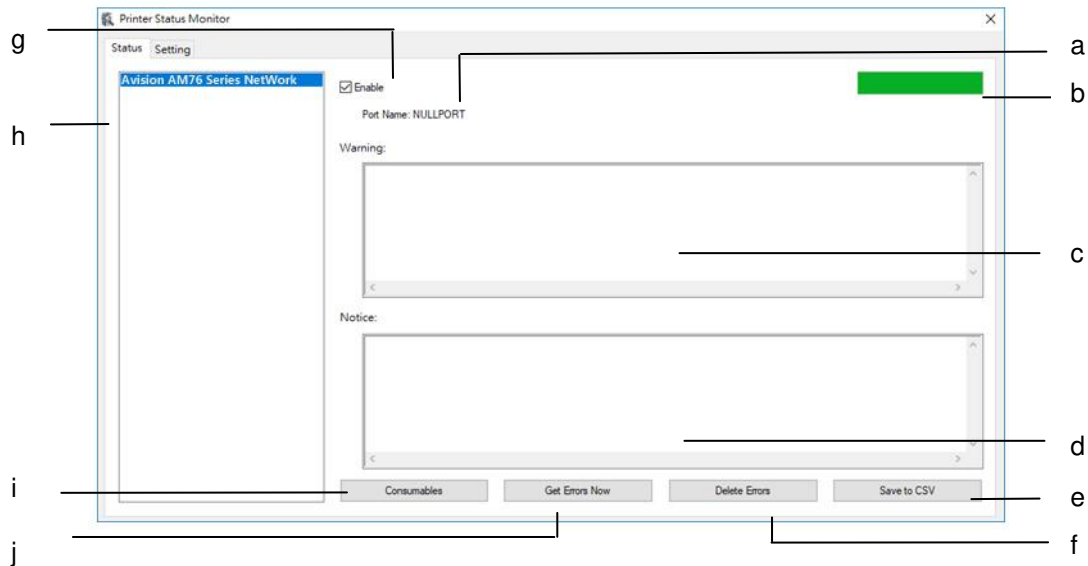 Printer Status Monitor
g
Status Setting
a
Avision AM76 Series NetWork
Enable
b
Port Name: NULLPORT
h
Warning:
c
Notice:
d
i
Consumables Get Errors Now Delete Errors Save to CSV
e
j
f